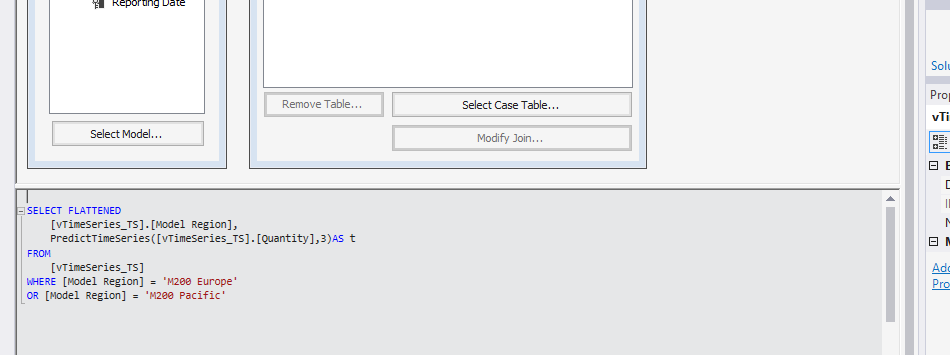 Reporting Date
Remove Table...
Select Case Table...
Select Model...
Modify Join...
SELECT FLATTENED
[vTimeSeries_TS].[Model Region],
PredictTimeSeries([vTimeSeries_TS].[Quantity],3)AS t
FROM
[vTimeSeries_TS]
WHERE [Model Region] = 'M200 Europe'
OR [Model Region] = 'M200 Pacific'
Solu
Prop
vTi
Add
Pro